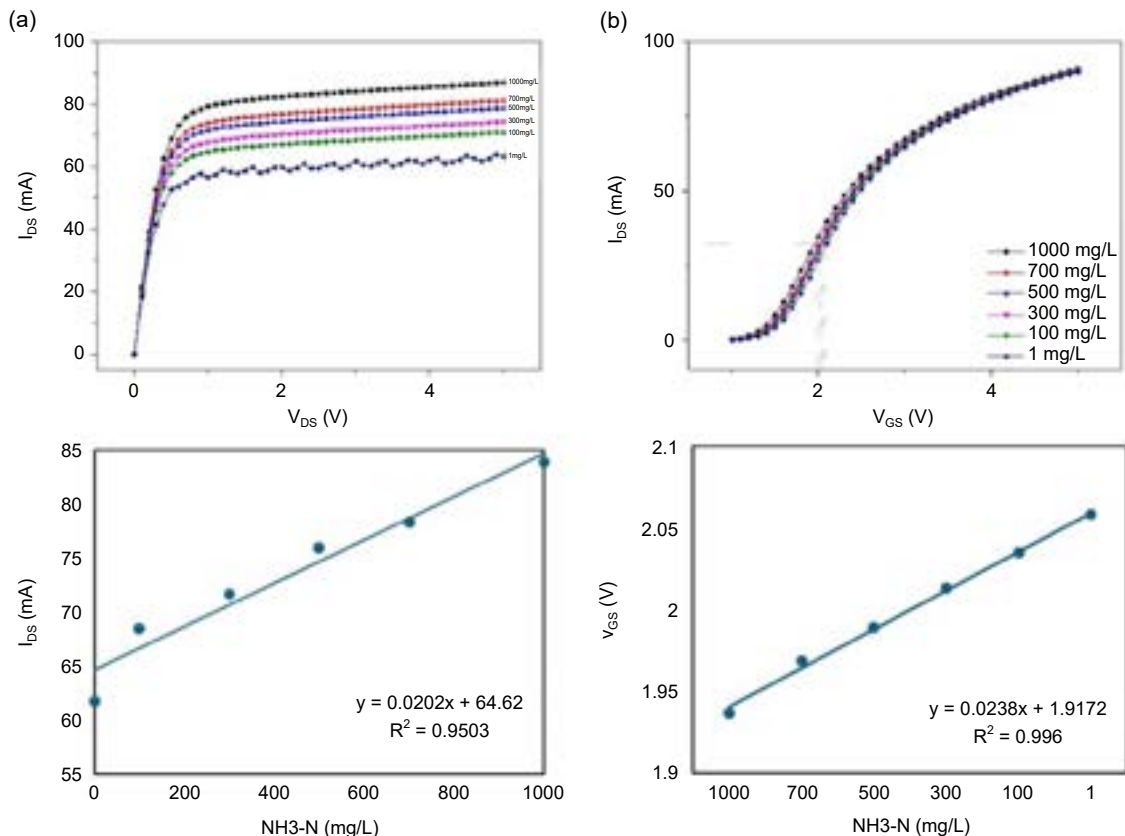 (a)
100
80
60
40
20
0
I_DS (mA)
1000mg/L
700mg/L
500mg/L
300mg/L
100mg/L
1mg/L
0
2
4
V_DS (V)
(b)
100
50
0
I_DS (mA)
1000 mg/L
700 mg/L
500 mg/L
300 mg/L
100 mg/L
1 mg/L
2
4
V_GS (V)
85
80
75
70
65
60
55
I_DS (mA)
y = 0.0202x + 64.62
R² = 0.9503
0
200
400
600
800
1000
NH3-N (mg/L)
2.1
2.05
2
1.95
1.9
v_GS (V)
y = 0.0238x + 1.9172
R² = 0.996
1000
700
500
300
100
1
NH3-N (mg/L)